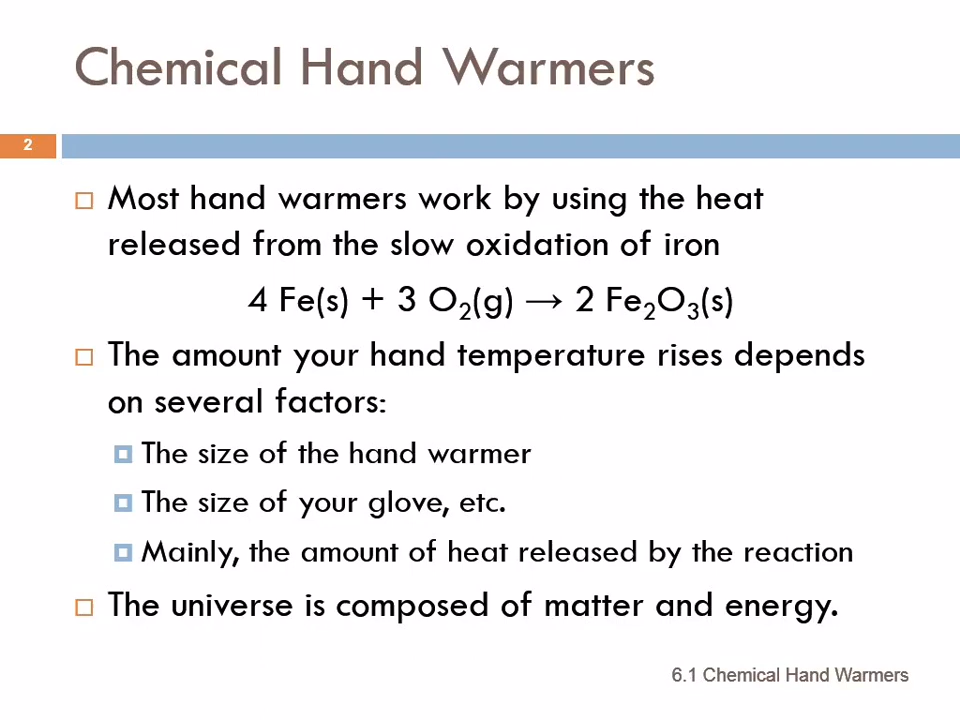 Chemical Hand Warmers
2
Most hand warmers work by using the heat
released from the slow oxidation of iron
4 Fe(s) + 3 O₂(g) → 2 Fe₂O₃(s)
The amount your hand temperature rises depends
on several factors:
The size of the hand warmer
The size of your glove, etc.
Mainly, the amount of heat released by the reaction
The universe is composed of matter and energy.
6.1 Chemical Hand Warmers